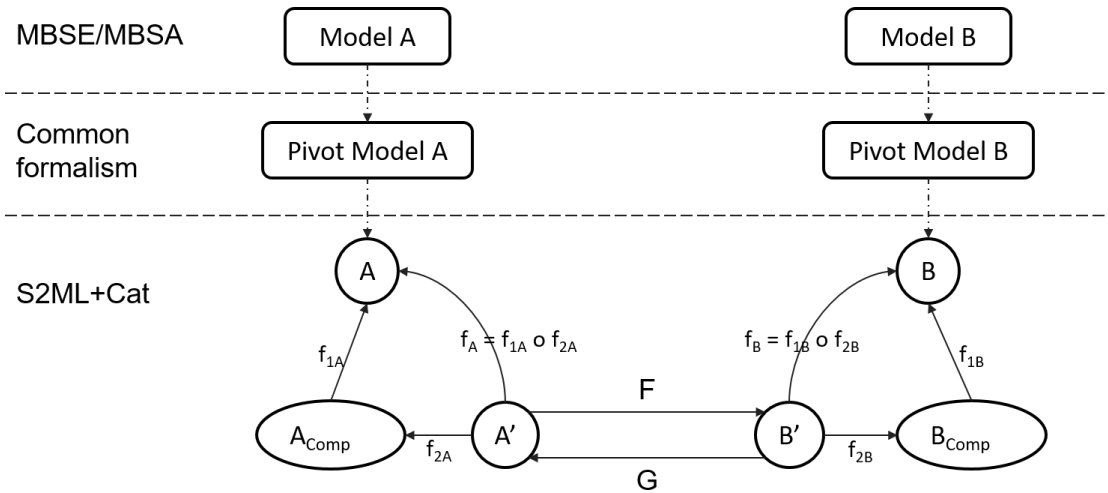 MBSE/MBSA
Model A
Model B
Common
formalism
Pivot Model A
Pivot Model B
S2ML+Cat
A
B
f1A
fA = f1A o f2A
fB = f1B o f2B
f1B
F
AComp
A'
B'
BComp
f2A
f2B
G